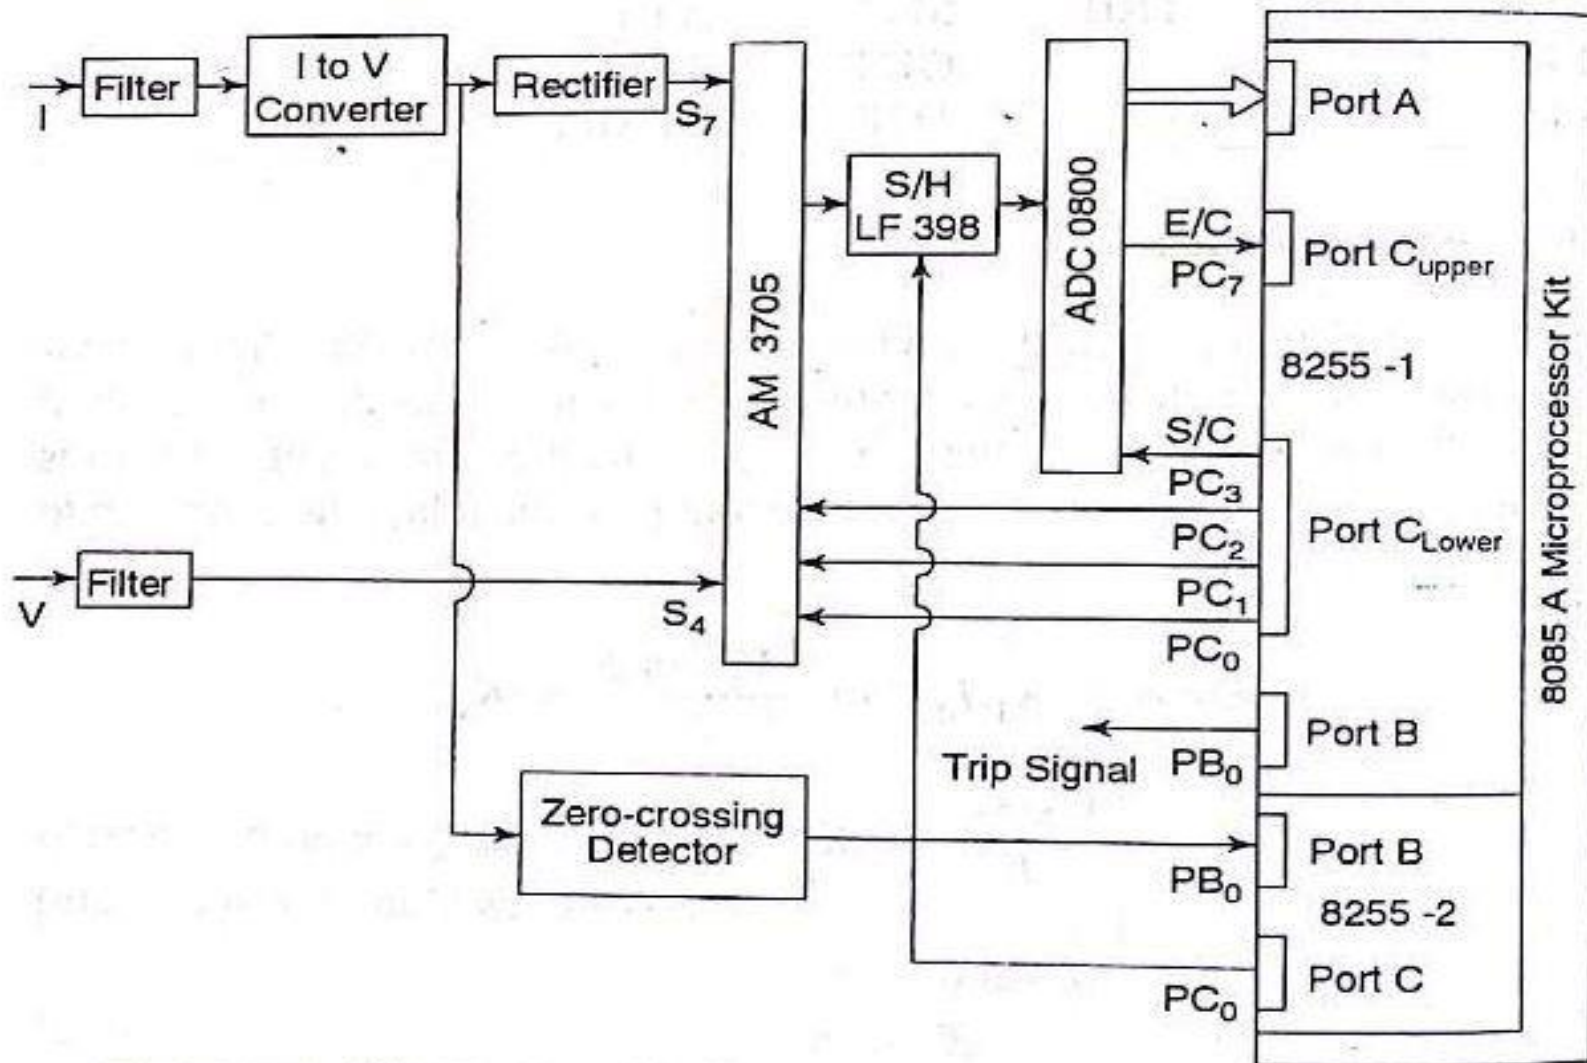 I
Filter
I to V
Converter
Rectifier
S7
AM 3705
S/H
LF 398
ADC 0800
Port A
E/C
PC7
Port Cupper
8255 -1
S/C
PC3
PC2
PC1
PC0
Port CLower
V
Filter
S4
Trip Signal
PB0
Port B
Zero-crossing
Detector
PB0
Port B
8255 -2
PC0
Port C
8085 A Microprocessor Kit